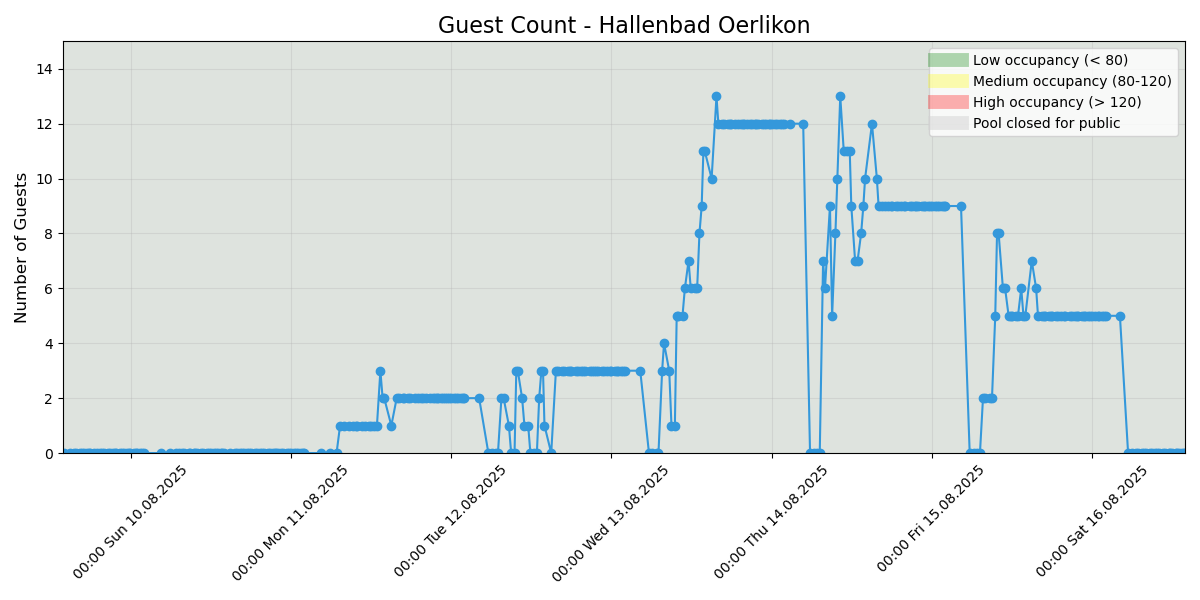 Guest Count - Hallenbad Oerlikon
Number of Guests
14
12
10
8
6
4
2
0
Low occupancy (< 80)
Medium occupancy (80-120)
High occupancy (> 120)
Pool closed for public
00:00 Sun 10.08.2025
00:00 Mon 11.08.2025
00:00 Tue 12.08.2025
00:00 Wed 13.08.2025
00:00 Thu 14.08.2025
00:00 Fri 15.08.2025
00:00 Sat 16.08.2025